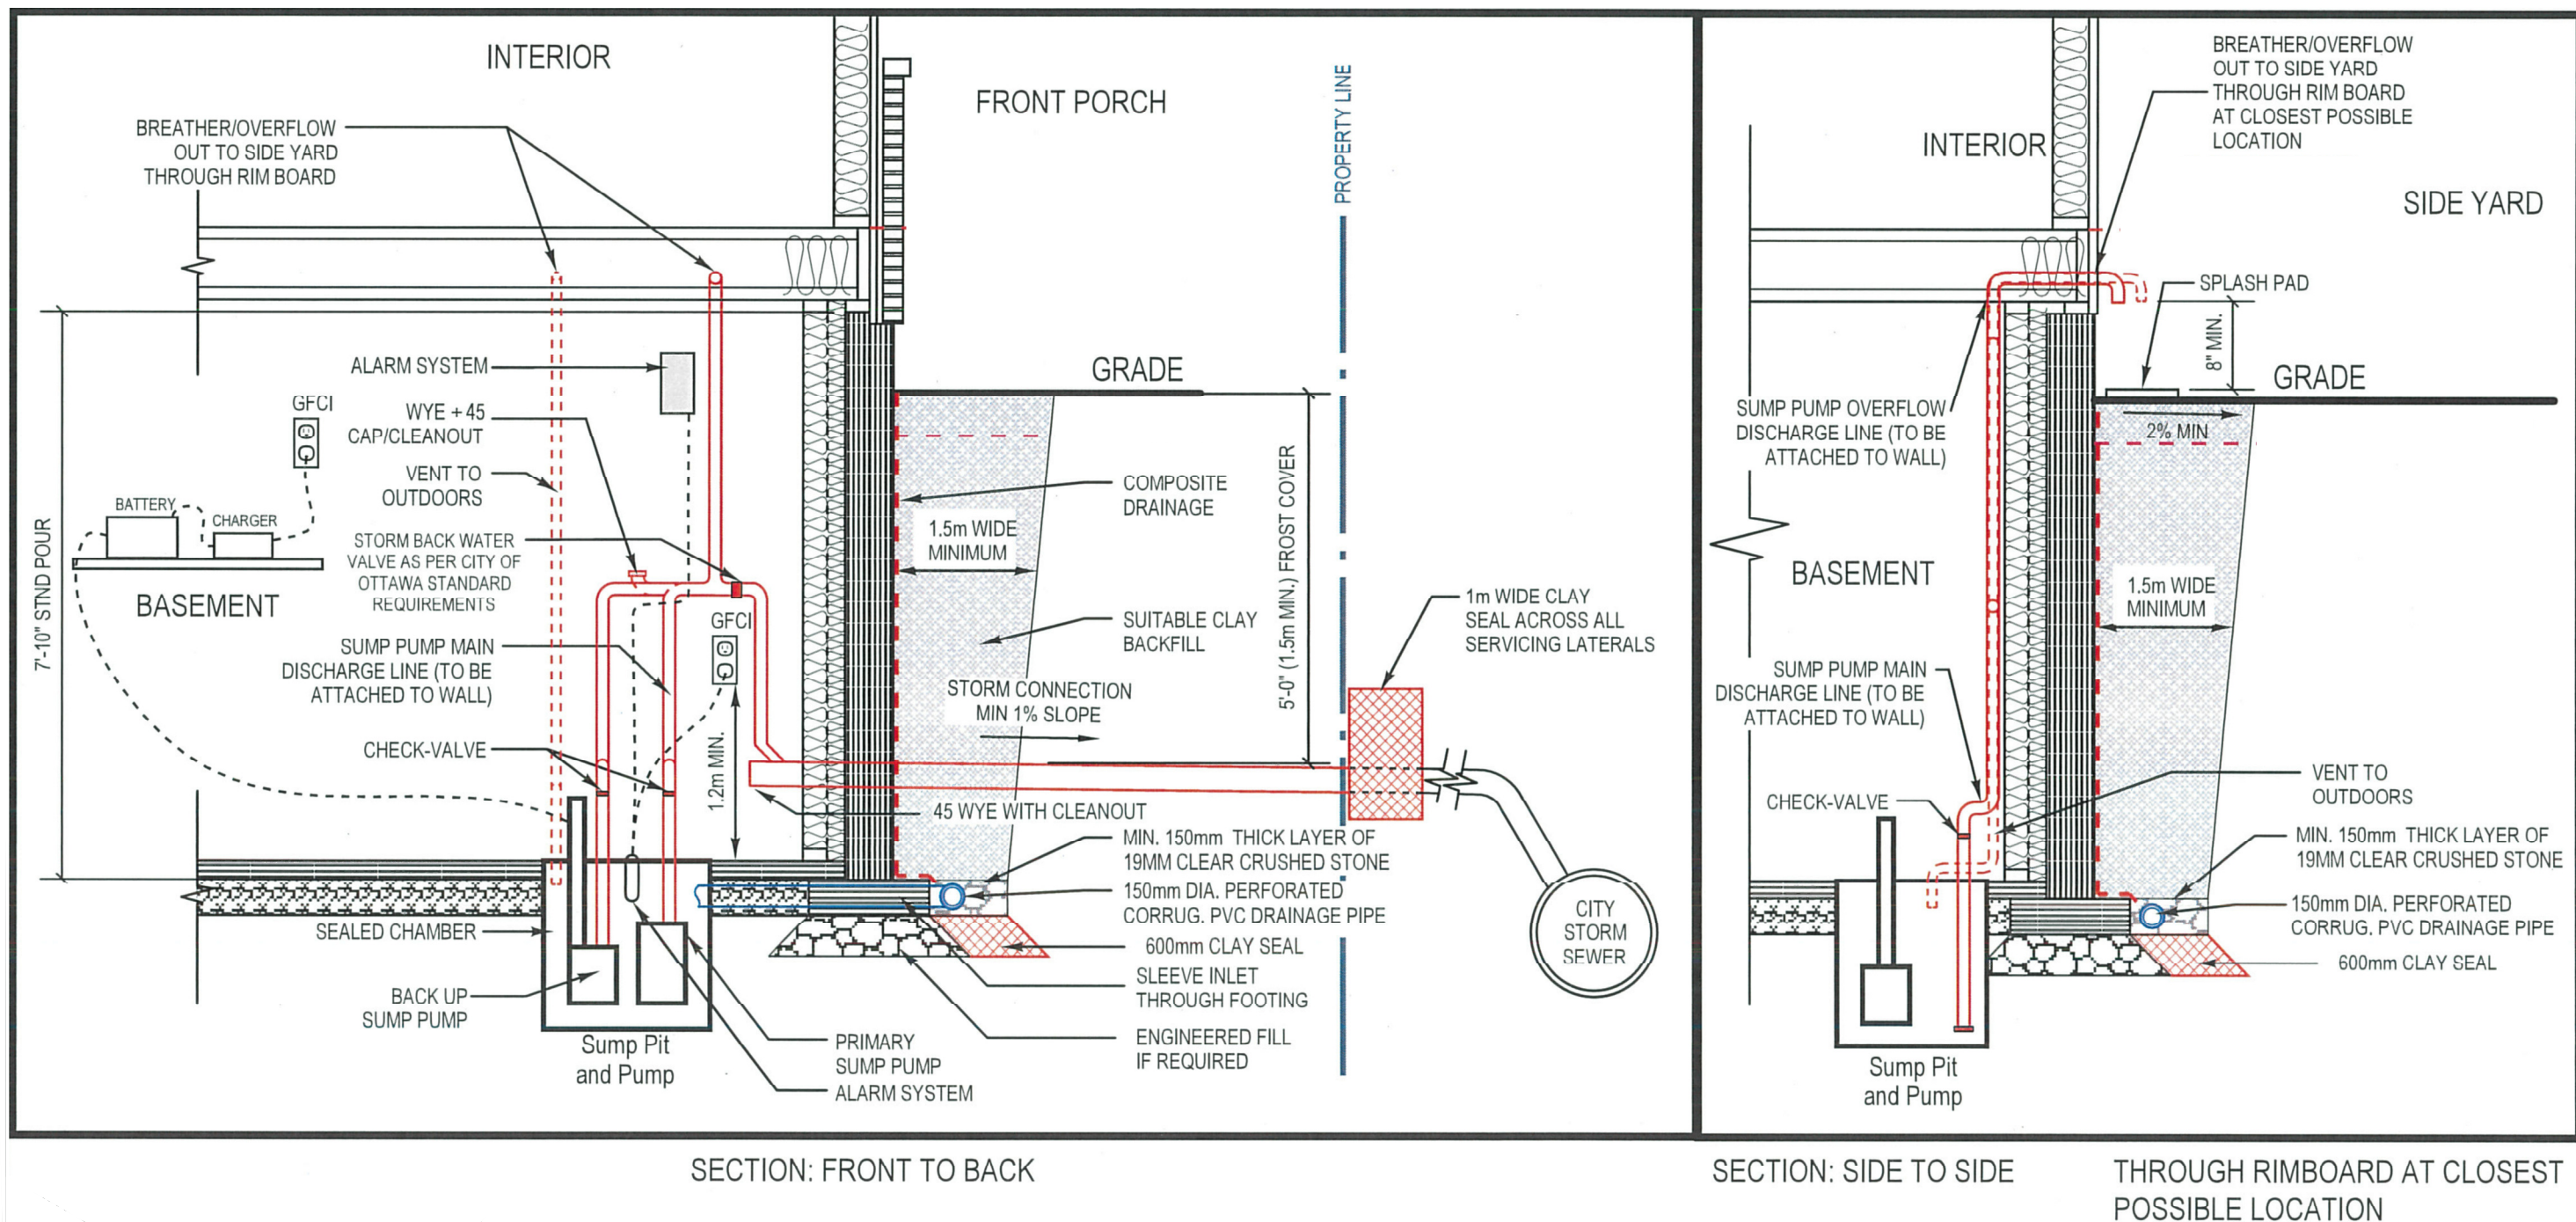 INTERIOR
FRONT PORCH
PROPERTY LINE
BREATHER/OVERFLOW
OUT TO SIDE YARD
THROUGH RIM BOARD
ALARM SYSTEM
GFCI
WYE + 45
CAP/CLEANOUT
VENT TO
OUTDOORS
BATTERY
CHARGER
STORM BACK WATER
VALVE AS PER CITY OF
OTTAWA STANDARD
REQUIREMENTS
BASEMENT
7'-10" STND POUR
GFCI
SUMP PUMP MAIN
DISCHARGE LINE (TO BE
ATTACHED TO WALL)
CHECK-VALVE
1.2m MIN.
SEALED CHAMBER
BACK UP
SUMP PUMP
Sump Pit
and Pump
PRIMARY
SUMP PUMP
ALARM SYSTEM
GRADE
COMPOSITE
DRAINAGE
1.5m WIDE
MINIMUM
5'-0" (1.5m MIN.) FROST COVER
SUITABLE CLAY
BACKFILL
STORM CONNECTION
MIN 1% SLOPE
1m WIDE CLAY
SEAL ACROSS ALL
SERVICING LATERALS
45 WYE WITH CLEANOUT
MIN. 150mm THICK LAYER OF
19MM CLEAR CRUSHED STONE
150mm DIA. PERFORATED
CORRUG. PVC DRAINAGE PIPE
600mm CLAY SEAL
SLEEVE INLET
THROUGH FOOTING
ENGINEERED FILL
IF REQUIRED
CITY
STORM
SEWER
SECTION: FRONT TO BACK
BREATHER/OVERFLOW
OUT TO SIDE YARD
THROUGH RIM BOARD
AT CLOSEST POSSIBLE
LOCATION
INTERIOR
SIDE YARD
SPLASH PAD
8" MIN.
GRADE
SUMP PUMP OVERFLOW
DISCHARGE LINE (TO BE
ATTACHED TO WALL)
2% MIN
BASEMENT
1.5m WIDE
MINIMUM
SUMP PUMP MAIN
DISCHARGE LINE (TO BE
ATTACHED TO WALL)
CHECK-VALVE
VENT TO
OUTDOORS
MIN. 150mm THICK LAYER OF
19MM CLEAR CRUSHED STONE
150mm DIA. PERFORATED
CORRUG. PVC DRAINAGE PIPE
600mm CLAY SEAL
Sump Pit
and Pump
SECTION: SIDE TO SIDE
THROUGH RIMBOARD AT CLOSEST
POSSIBLE LOCATION